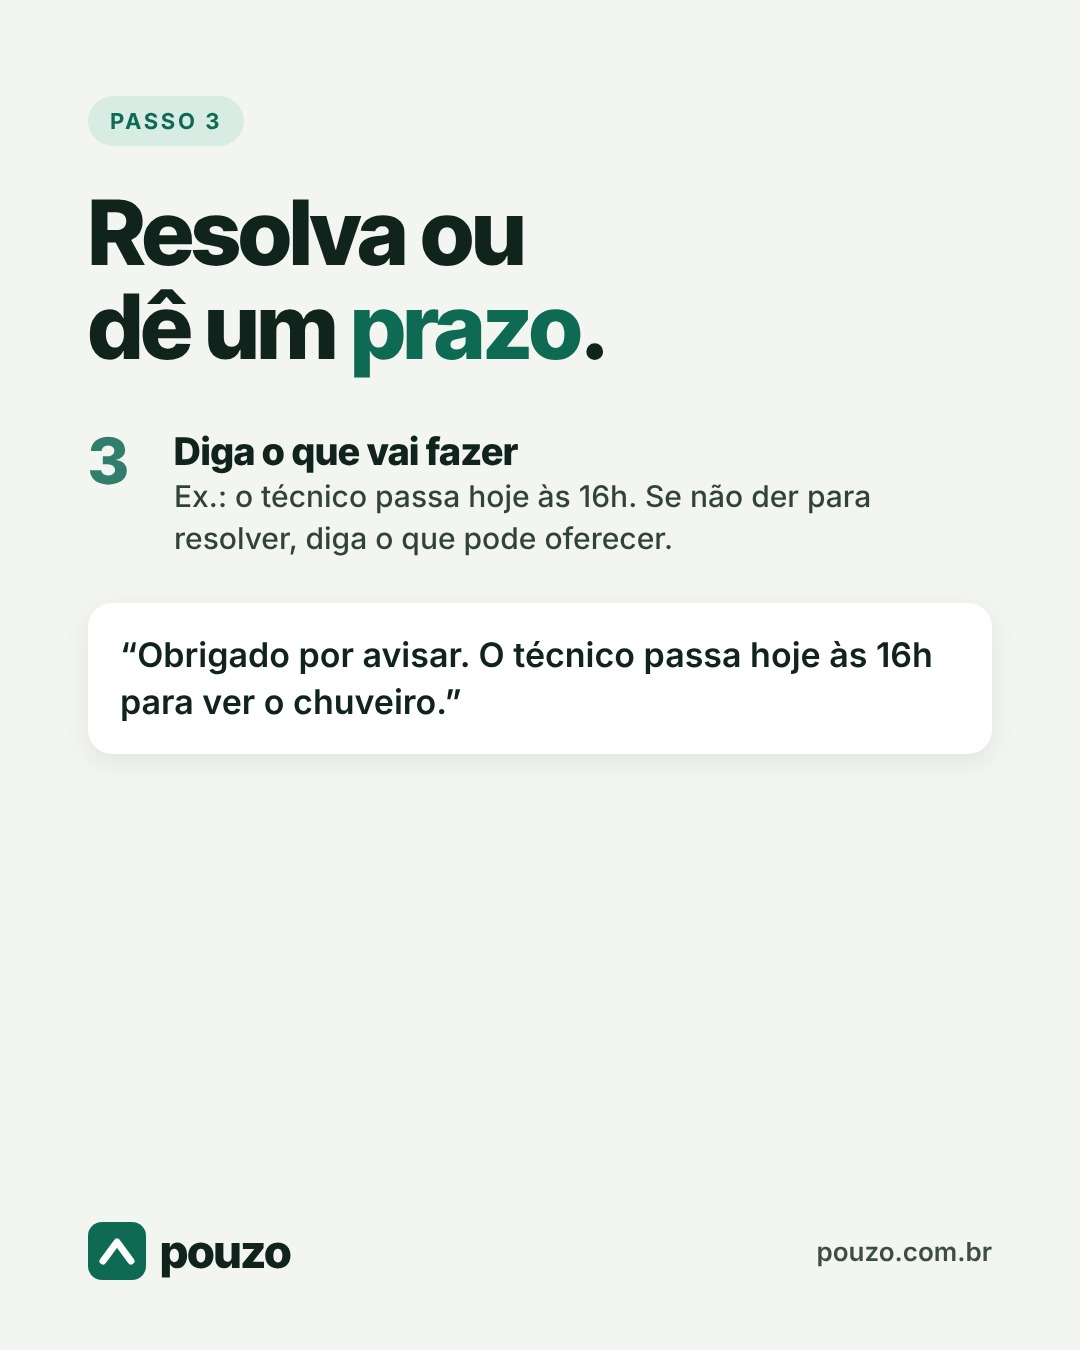 PASSO 3
Resolva ou
dê um prazo.
3
Diga o que vai fazer
Ex.: o técnico passa hoje às 16h. Se não der para
resolver, diga o que pode oferecer.
“Obrigado por avisar. O técnico passa hoje às 16h
para ver o chuveiro.”
pouzo
pouzo.com.br